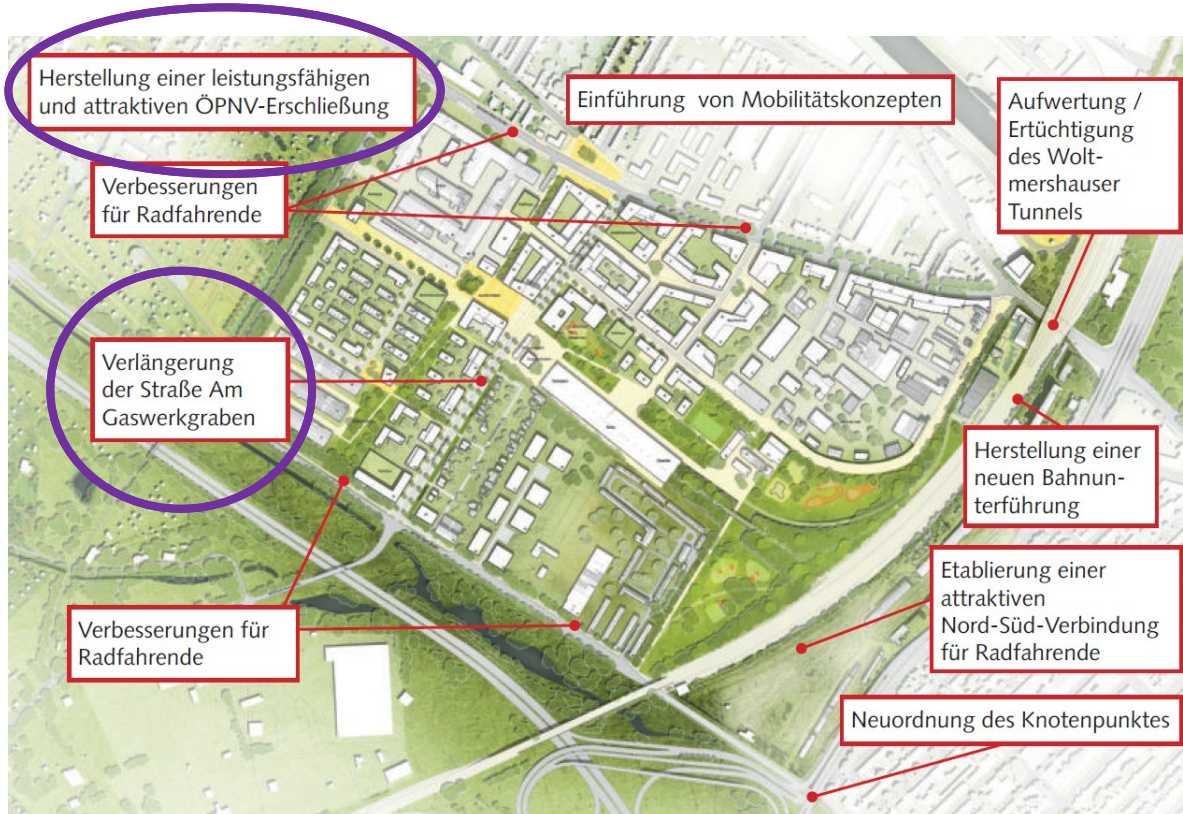 Herstellung einer leistungsfähigen
und attraktiven ÖPNV-Erschließung
Einführung von Mobilitätskonzepten
Aufwertung /
Ertüchtigung
des Wolt-
mershauser
Tunnels
Verbesserungen
für Radfahrende
Verlängerung
der Straße Am
Gaswerkgraben
Herstellung einer
neuen Bahnun-
terführung
Etablierung einer
attraktiven
Nord-Süd-Verbindung
für Radfahrende
Verbesserungen für
Radfahrende
Neuordnung des Knotenpunktes